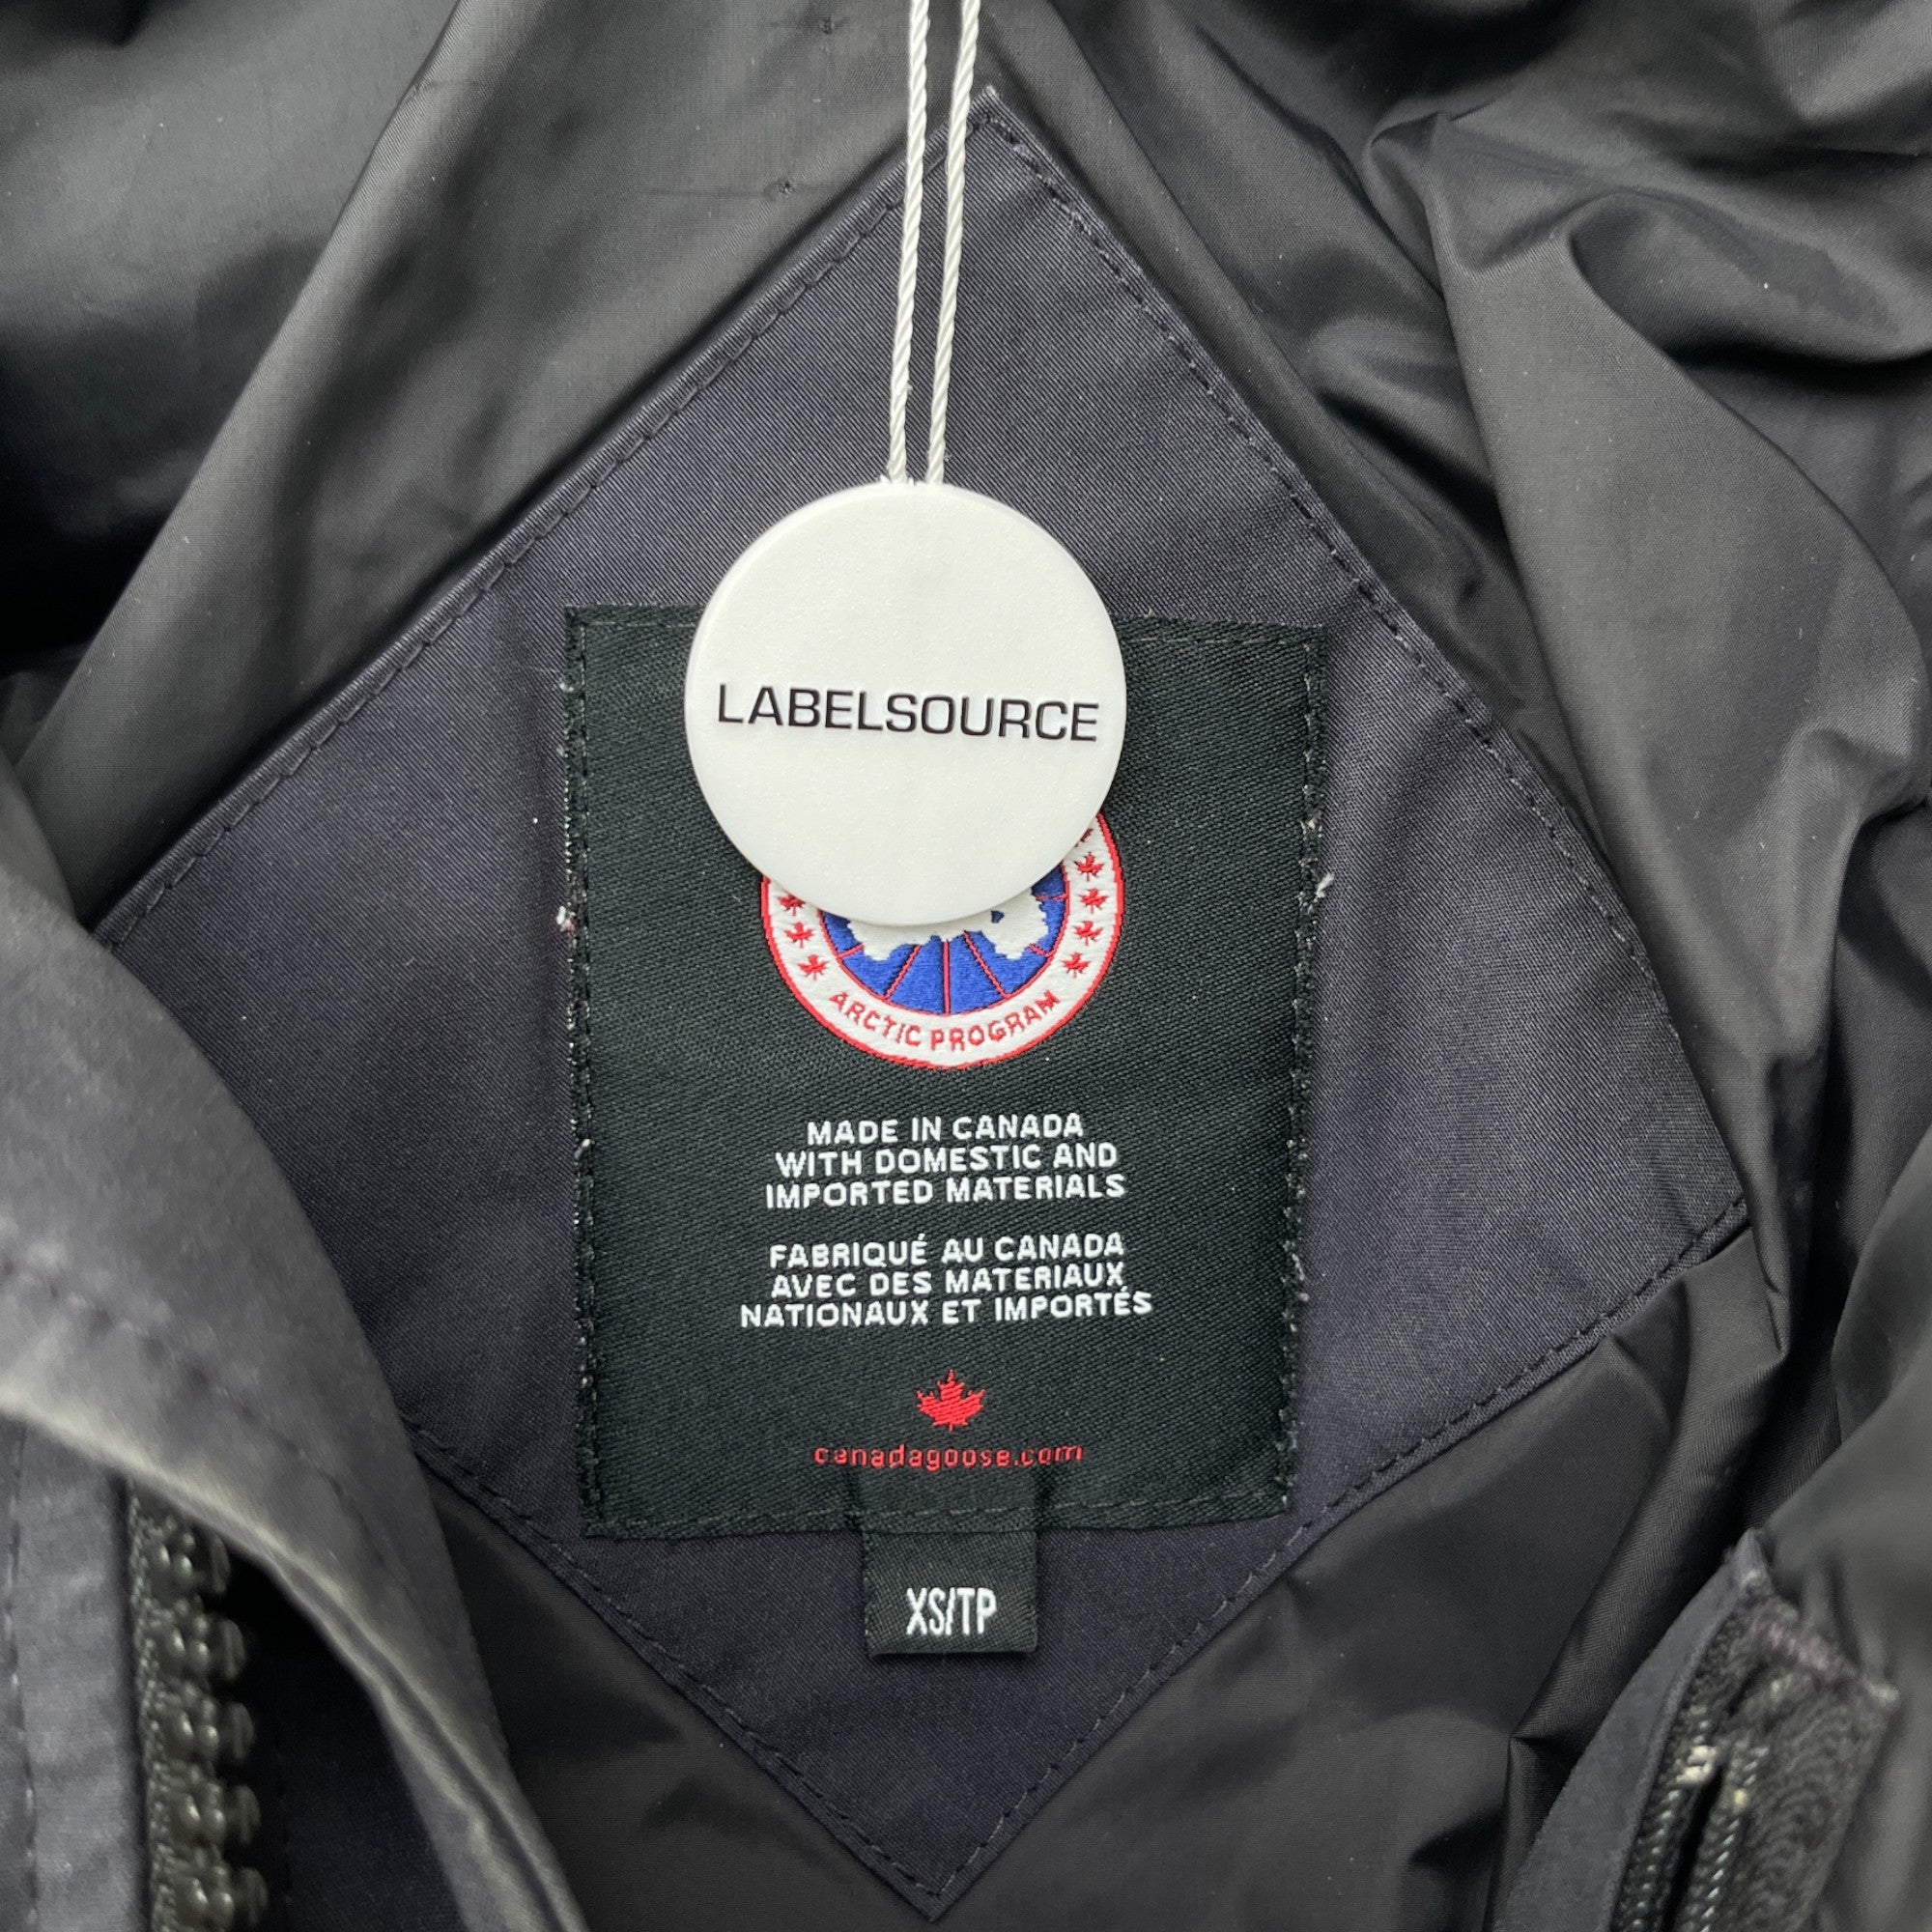 LABELSOURCE
ARCTIC PROGRAM
MADE IN CANADA
WITH DOMESTIC AND
IMPORTED MATERIALS
FABRIQUÉ AU CANADA
AVEC DES MATERIAUX
NATIONAUX ET IMPORTÉS
canadagoose.com
XS/TP